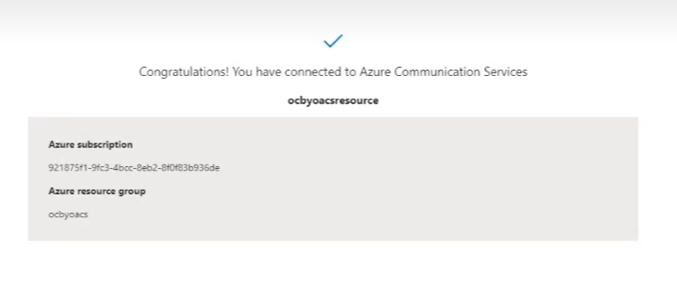 Congratulations! You have connected to Azure Communication Services
ocbyoacsresource
Azure subscription
921875f1-9fc3-4bcc-8eb2-8f0f83b936de
Azure resource group
ocbyoacs